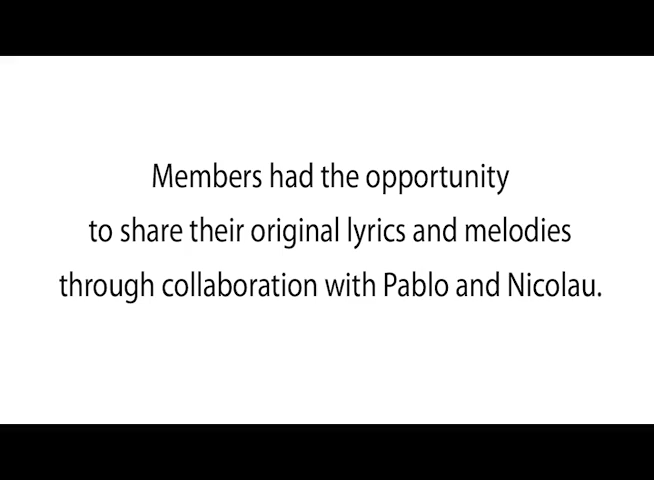 Members had the opportunity
to share their original lyrics and melodies
through collaboration with Pablo and Nicolau.